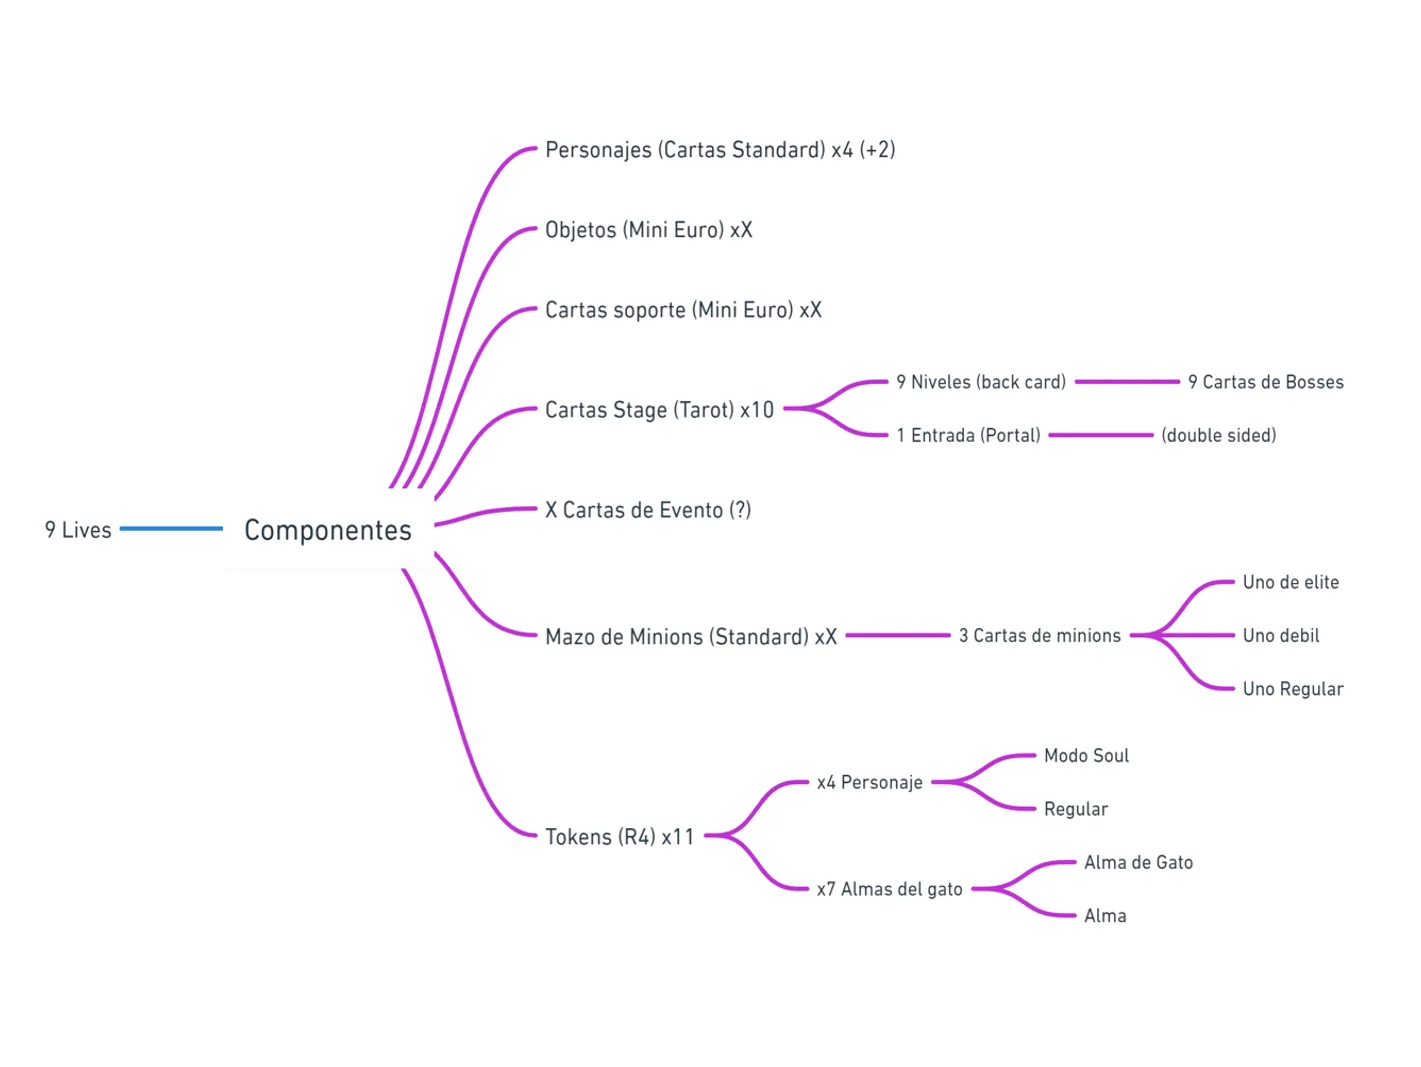 9 Lives
Componentes
Personajes (Cartas Standard) x4 (+2)
Objetos (Mini Euro) xX
Cartas soporte (Mini Euro) xX
Cartas Stage (Tarot) x10
9 Niveles (back card)
9 Cartas de Bosses
1 Entrada (Portal)
(double sided)
X Cartas de Evento (?)
Mazo de Minions (Standard) xX
3 Cartas de minions
Uno de elite
Uno debil
Uno Regular
Tokens (R4) x11
x4 Personaje
Modo Soul
Regular
x7 Almas del gato
Alma de Gato
Alma